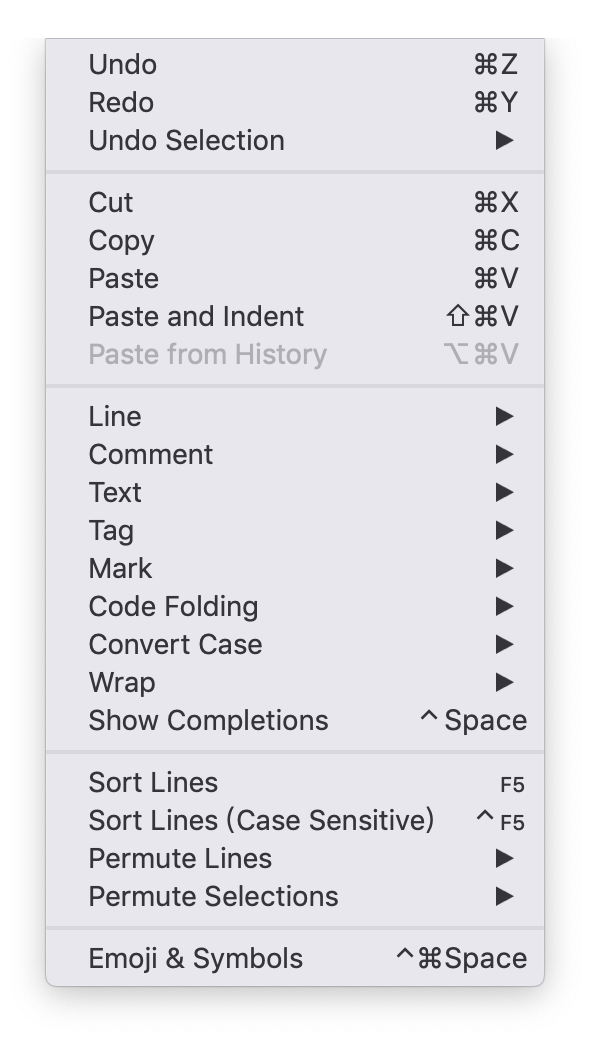 Undo ⌘Z
Redo ⌘Y
Undo Selection ▶
Cut ⌘X
Copy ⌘C
Paste ⌘V
Paste and Indent ⇧⌘V
Paste from History ⌥⌘V
Line ▶
Comment ▶
Text ▶
Tag ▶
Mark ▶
Code Folding ▶
Convert Case ▶
Wrap ▶
Show Completions ^Space
Sort Lines F5
Sort Lines (Case Sensitive) ^F5
Permute Lines ▶
Permute Selections ▶
Emoji & Symbols ^⌘Space